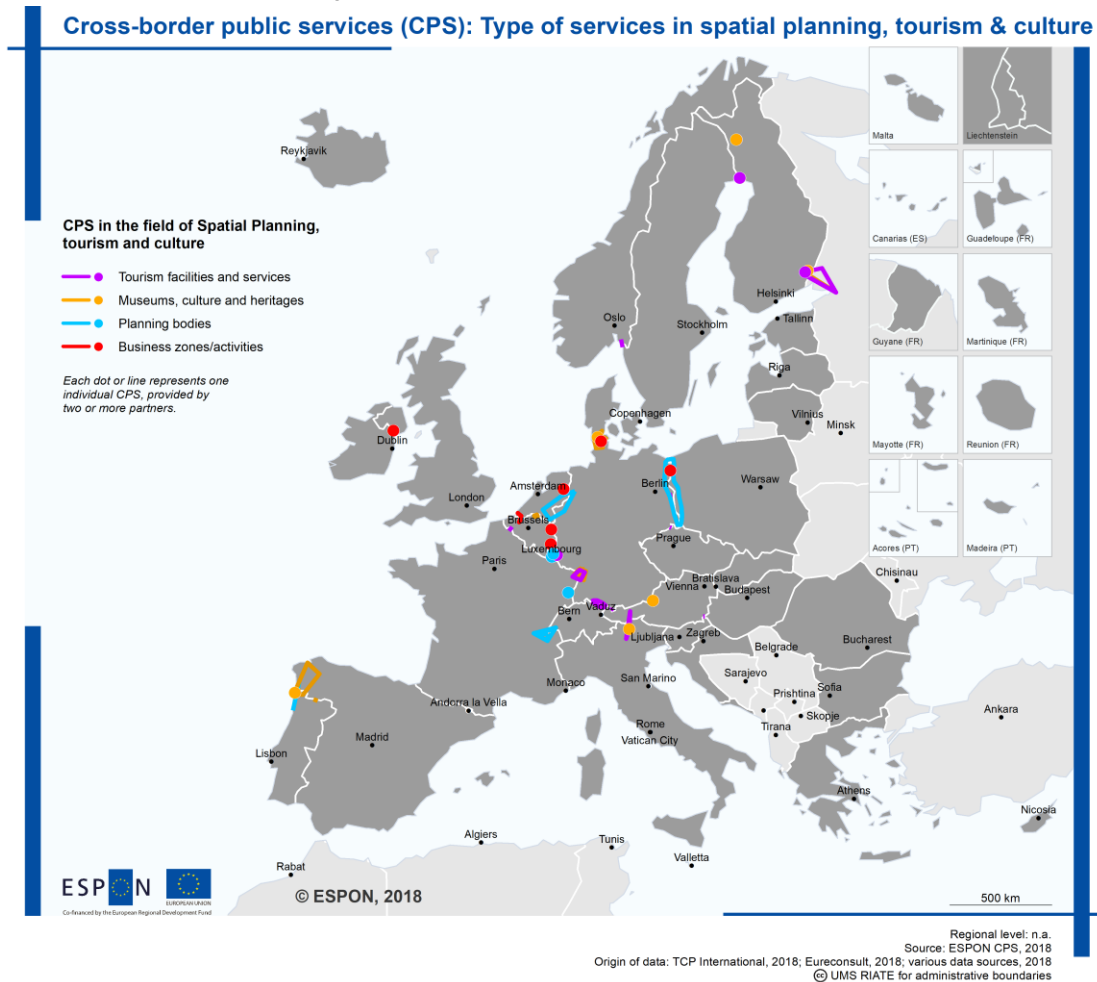 Cross-border public services (CPS): Type of services in spatial planning, tourism & culture
Malta
Liechtenstein
Reykjavik
Canarias (ES)
Guadeloupe (FR)
CPS in the field of Spatial Planning,
tourism and culture
Tourism facilities and services
Museums, culture and heritages
Planning bodies
Business zones/activities
Each dot or line represents one
individual CPS, provided by
two or more partners.
Helsinki
Tallinn
Oslo
Stockholm
Guyane (FR)
Martinique (FR)
Riga
Copenhagen
Vilnius
Minsk
Dublin
Mayotte (FR)
Reunion (FR)
Amsterdam
Berlin
Warsaw
London
Brussels
Prague
Luxembourg
Paris
Acores (PT)
Madeira (PT)
Chisinau
Vienna
Bratislava
Budapest
Bern
Vaduz
Ljubljana
Zagreb
Bucharest
Belgrade
Monaco
San Marino
Sarajevo
Prishtina
Sofia
Andorra la Vella
Skopje
Ankara
Rome
Tirana
Vatican City
Madrid
Lisbon
Athens
Nicosia
Algiers
Tunis
Valletta
Rabat
ESPON
EUROPEAN UNION
Co-financed by the European Regional Development Fund
© ESPON, 2018
500 km
Regional level: n.a.
Source: ESPON CPS, 2018
Origin of data: TCP International, 2018; Eureconsult, 2018; various data sources, 2018
cc UMS RIATE for administrative boundaries